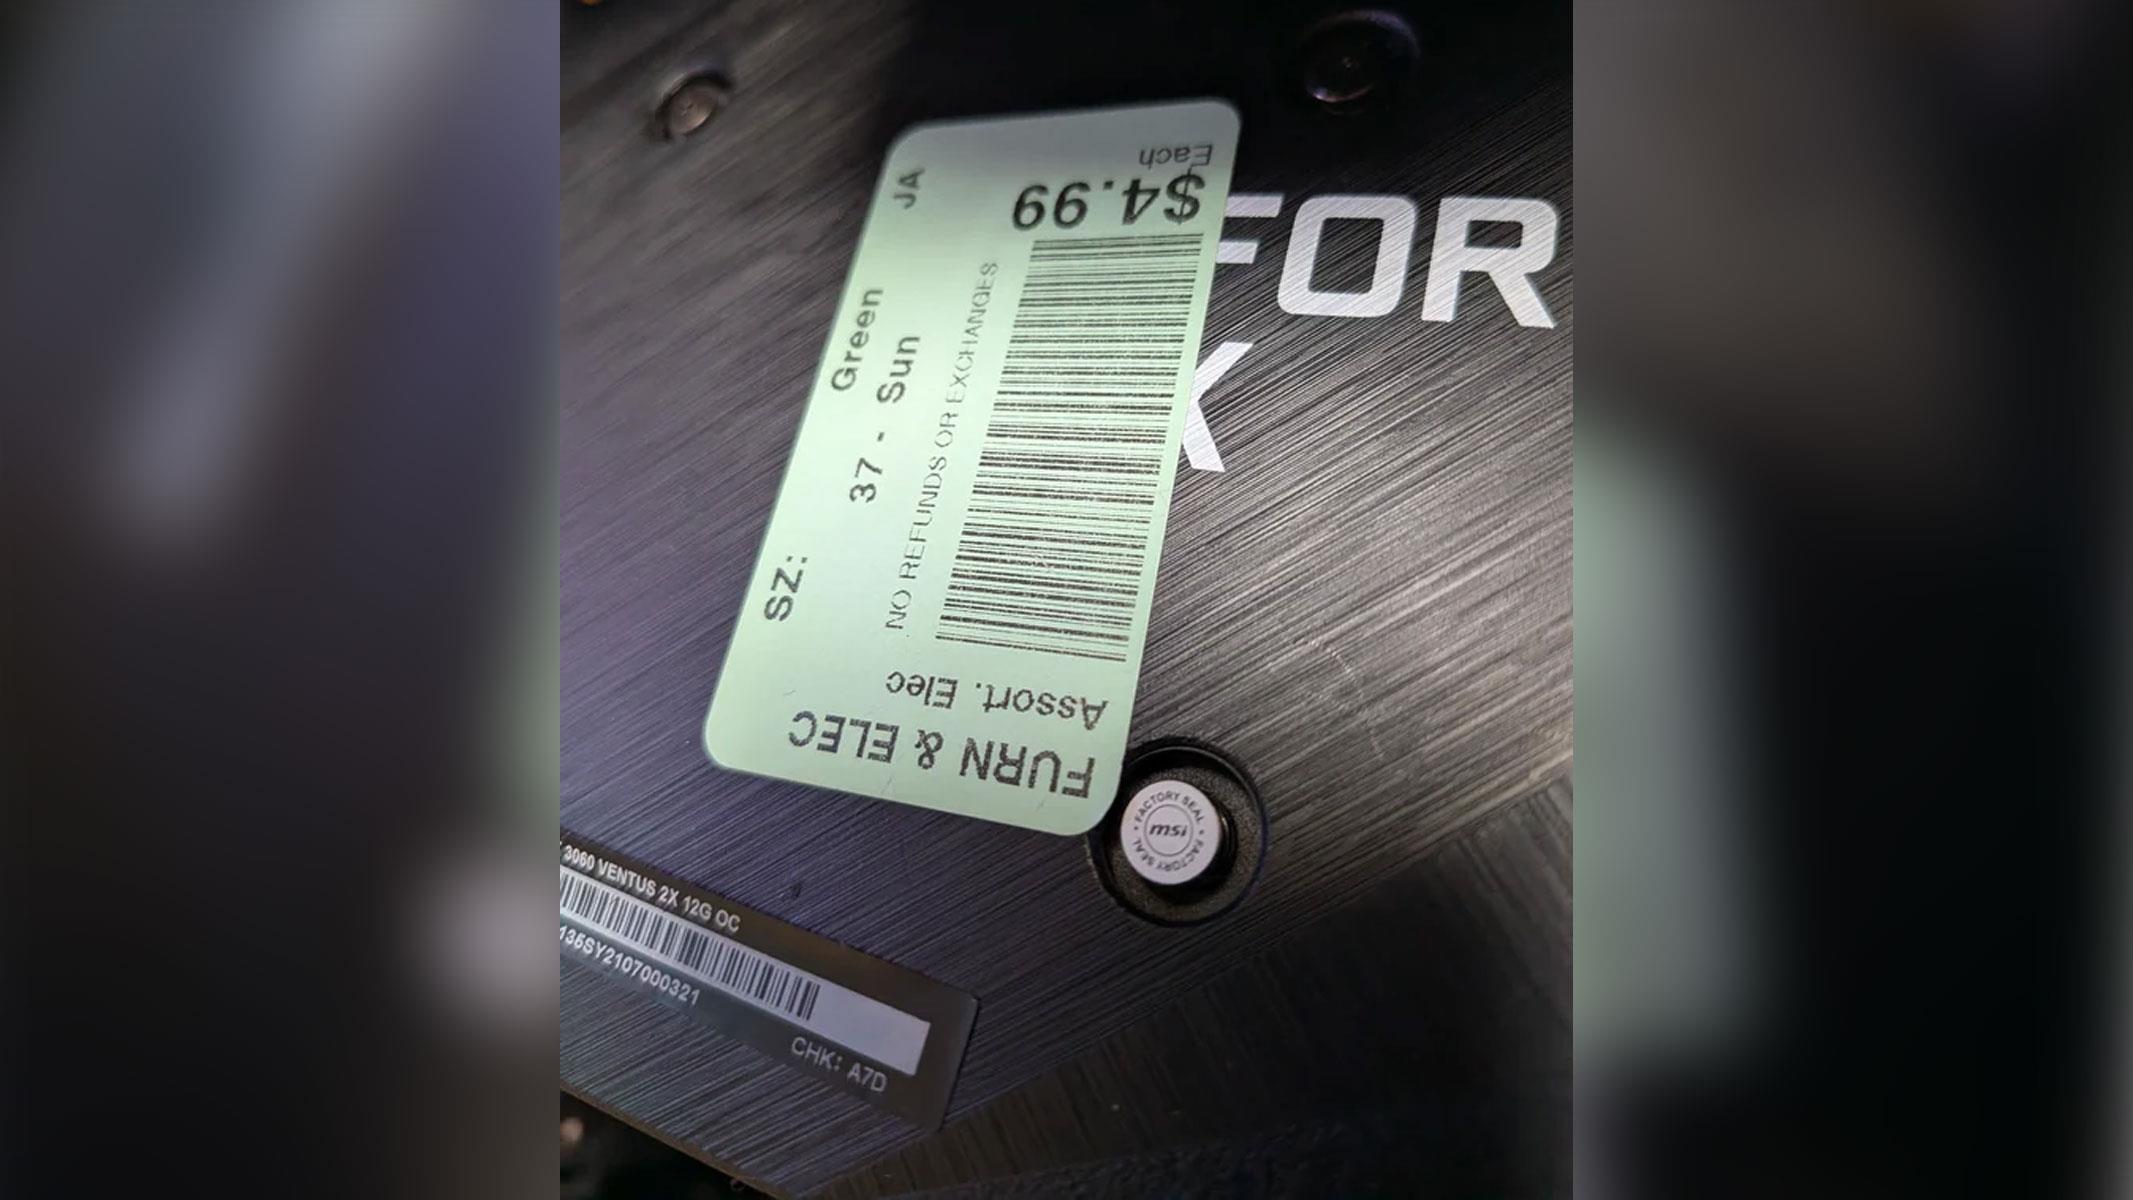 Each
$4.99
JA
Green
37 - Sun
SZ:
NO REFUNDS OR EXCHANGES
Assort. Elec
FURN & ELEC
FOR
X
• FACTORY SEAL • FACTORY SEAL
msi
3060 VENTUS 2X 12G OC
135SY2107000321
CHK: A7D